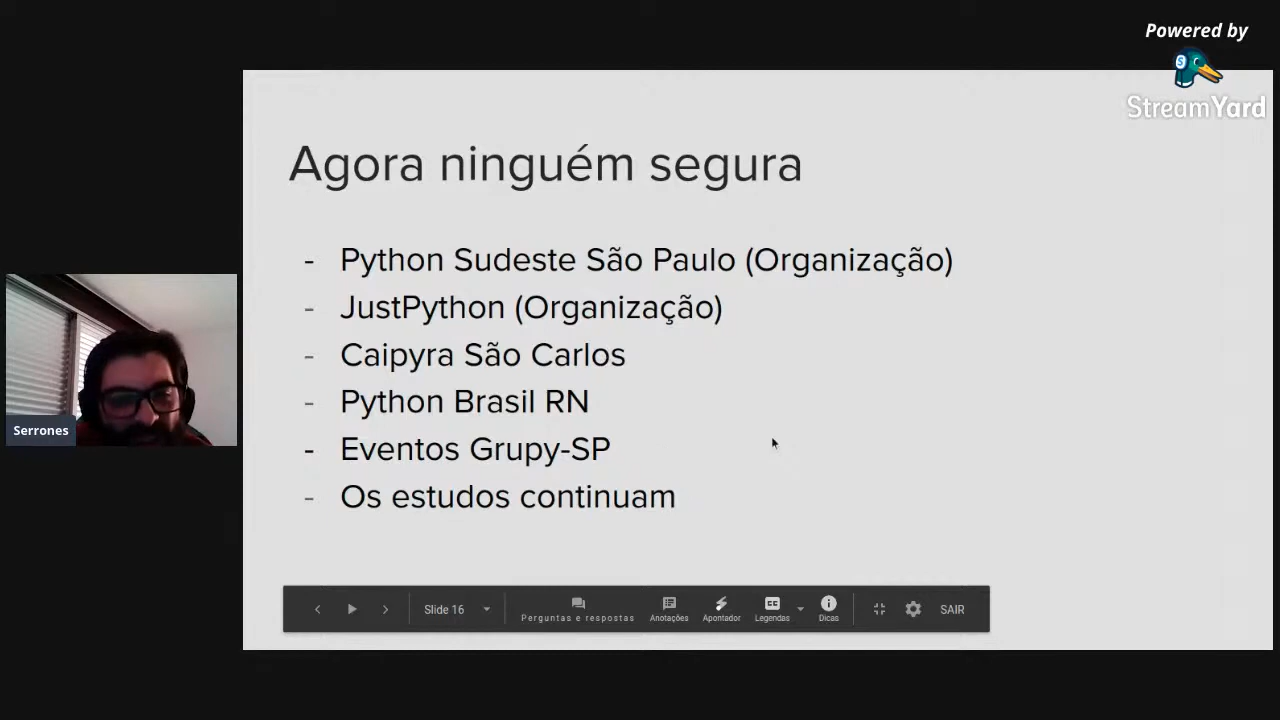 Powered by
StreamYard
Agora ninguém segura
- Python Sudeste São Paulo (Organização)
- JustPython (Organização)
- Caipyra São Carlos
- Python Brasil RN
- Eventos Grupy-SP
- Os estudos continuam
Serrones
Slide 16
Perguntas e respostas
Anotações
Apontador
CC
Legendas
Dicas
SAIR